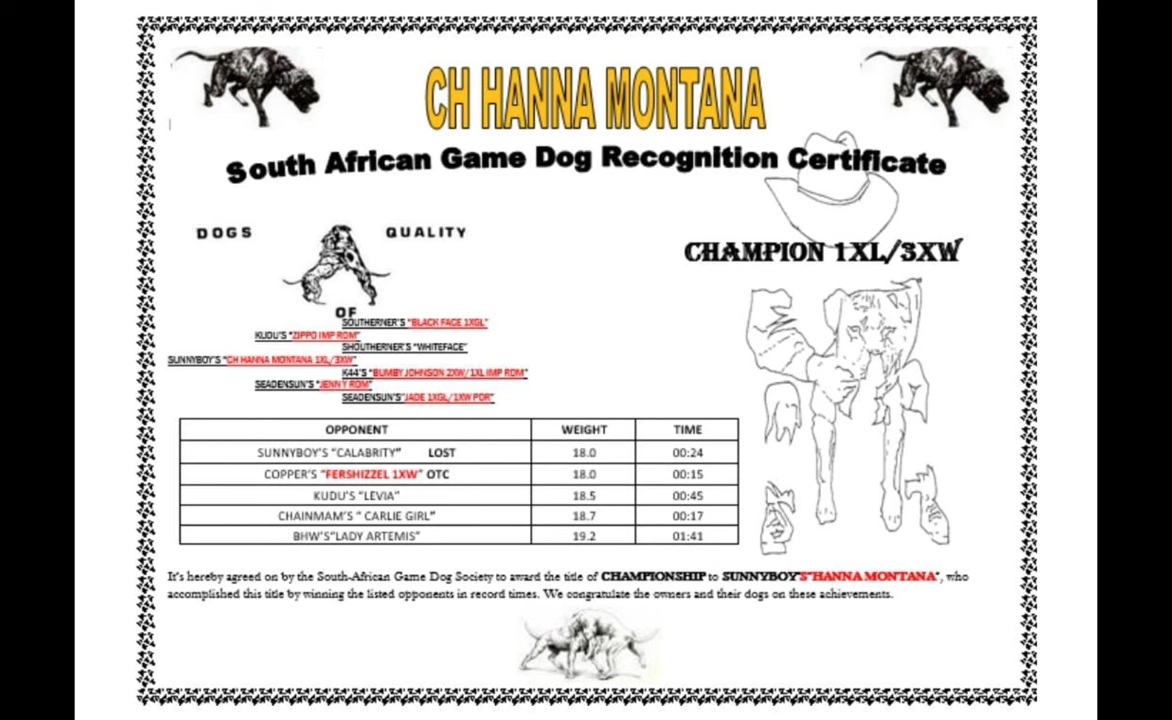 CH HANNA MONTANA
South African Game Dog Recognition Certificate
DOGS QUALITY
OF
CHAMPION 1XL/3XW
SOUTHERNER'S "BLACK FACE 1XGL"
KUDU'S "ZIPPO IMP ROM"
SHOUTHERNER'S "WHITEFACE"
SUNNYBOY'S "CH HANNA MONTANA 1XL/3XW"
K44'S "BUMBY JOHNSON 2XW/1XL IMP ROM"
SEADENSUN'S "JENNY ROM"
SEADENSUN'S"JADE 1XGL/1XW POR"
OPPONENT WEIGHT TIME
SUNNYBOY'S "CALABRITY" LOST 18.0 00:24
COPPER'S "FERSHIZZEL 1XW" OTC 18.0 00:15
KUDU'S "LEVIA" 18.5 00:45
CHAINMAM'S " CARLIE GIRL" 18.7 00:17
BHW'S"LADY ARTEMIS" 19.2 01:41
It's hereby agreed on by the South-African Game Dog Society to award the title of CHAMPIONSHIP to SUNNYBOY'S"HANNA MONTANA", who
accomplished this title by winning the listed opponents in record times. We congratulate the owners and their dogs on these achievements.